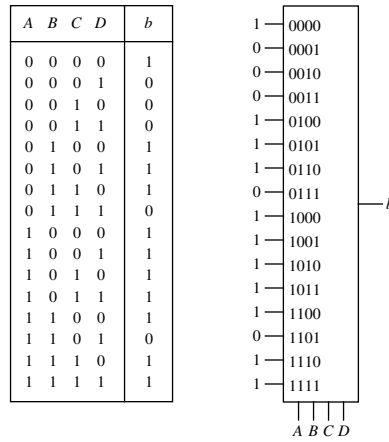 A B C D b
0 0 0 0 1
0 0 0 1 0
0 0 1 0 0
0 0 1 1 0
0 1 0 0 1
0 1 0 1 1
0 1 1 0 1
0 1 1 1 0
1 0 0 0 1
1 0 0 1 1
1 0 1 0 1
1 0 1 1 1
1 1 0 0 1
1 1 0 1 0
1 1 1 0 1
1 1 1 1 1
1 0000
0 0001
0 0010
0 0011
1 0100
1 0101
1 0110
0 0111
1 1000
1 1001
1 1010
1 1011
1 1100
0 1101
1 1110
1 1111
A B C D